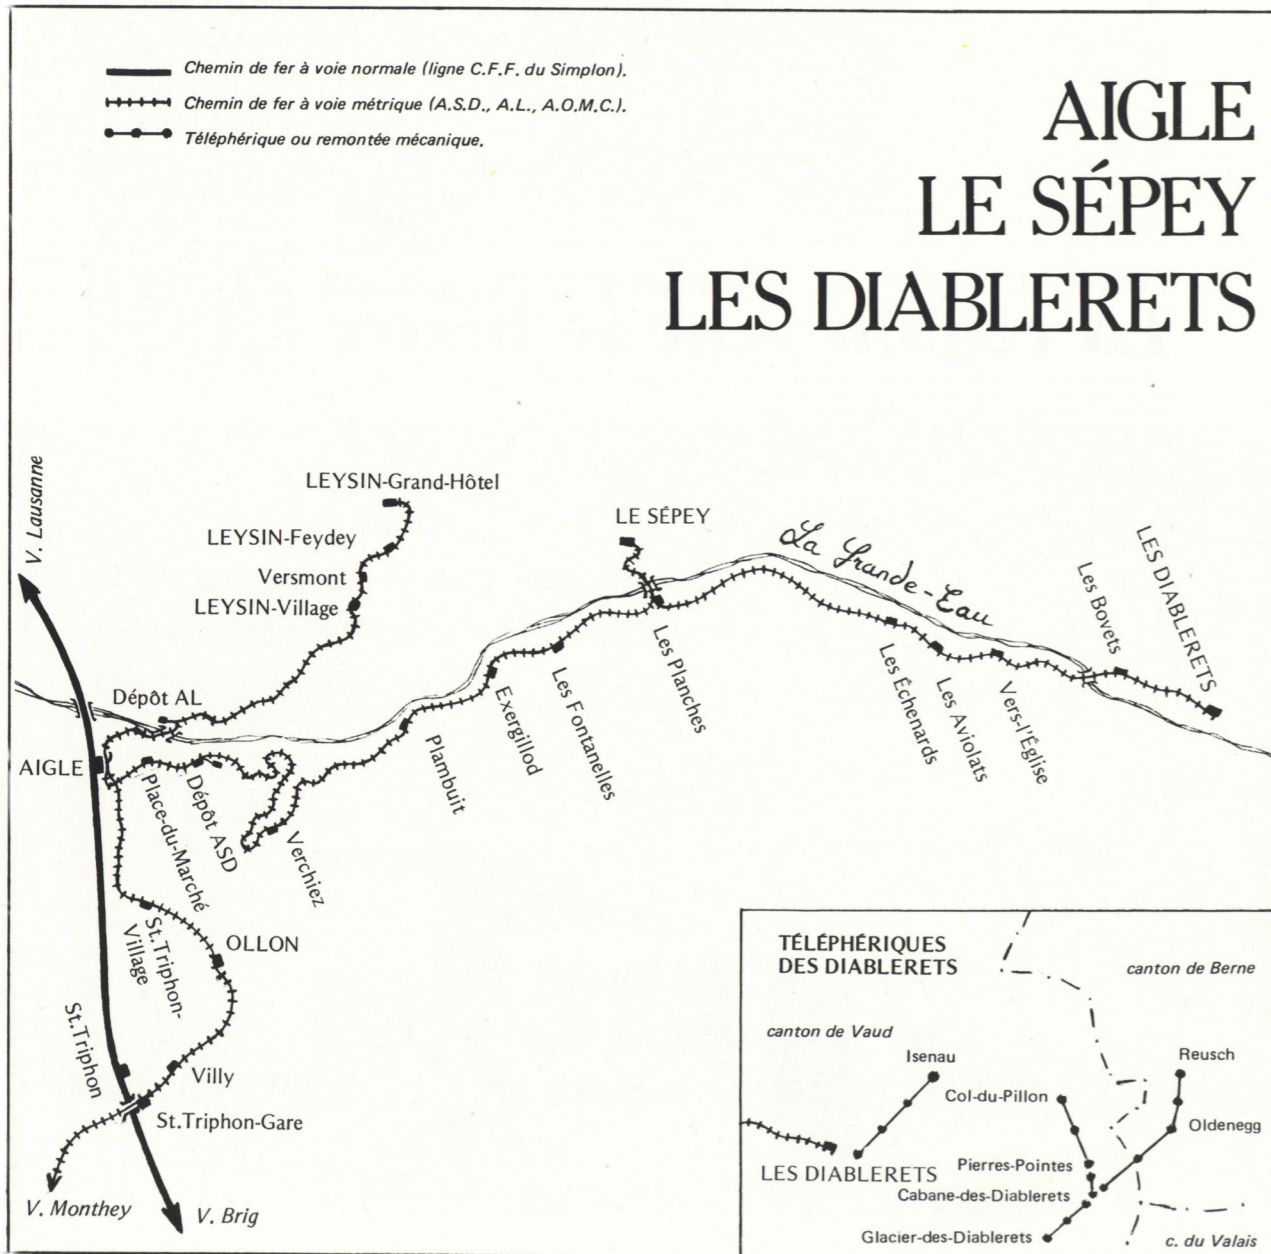 Chemin de fer à voie normale (ligne C.F.F. du Simplon).
Chemin de fer à voie métrique (A.S.D., A.L., A.O.M.C.).
Téléphérique ou remontée mécanique.
AIGLE
LE SÉPEY
LES DIABLERETS
V. Lausanne
LEYSIN-Grand-Hôtel
LEYSIN-Feydey
Versmont
LEYSIN-Village
LE SÉPEY
La Grande-Eau
LES DIABLERETS
Les Bovets
Dépôt AL
AIGLE
Place-du-Marché
Dépôt ASD
Verchiez
Plambuit
Exergillod
Les Fontanelles
Les Planches
Les Échenards
Les Aviolats
Vers-l'Église
St.Triphon-
Village
OLLON
St.Triphon
Villy
St.Triphon-Gare
V. Monthey
V. Brig
TÉLÉPHÉRIQUES
DES DIABLERETS
canton de Berne
canton de Vaud
Isenau
Reusch
Col-du-Pillon
Oldenegg
Pierres-Pointes
LES DIABLERETS
Cabane-des-Diablerets
Glacier-des-Diablerets
c. du Valais